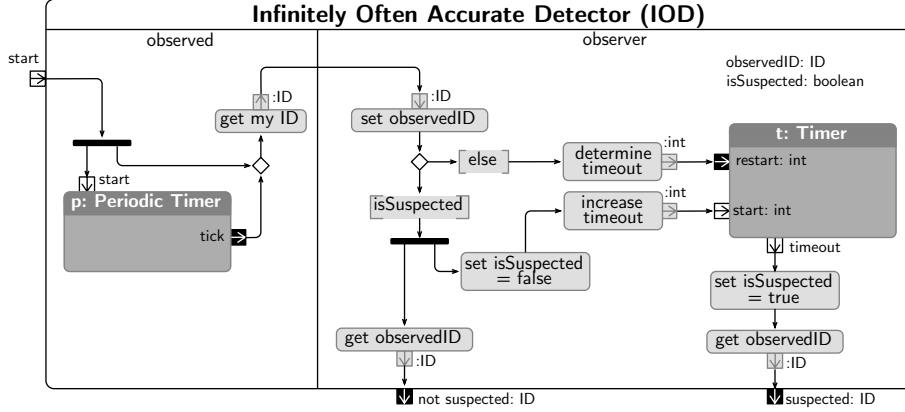 Infinitely Often Accurate Detector (IOD)
observed
observer
start
observedID: ID
isSuspected: boolean
:ID
get my ID
:ID
set observedID
else
:int
determine
timeout
t: Timer
restart: int
start
p: Periodic Timer
tick
isSuspected
:int
increase
timeout
start: int
timeout
set isSuspected
= false
set isSuspected
= true
get observedID
:ID
get observedID
:ID
not suspected: ID
suspected: ID